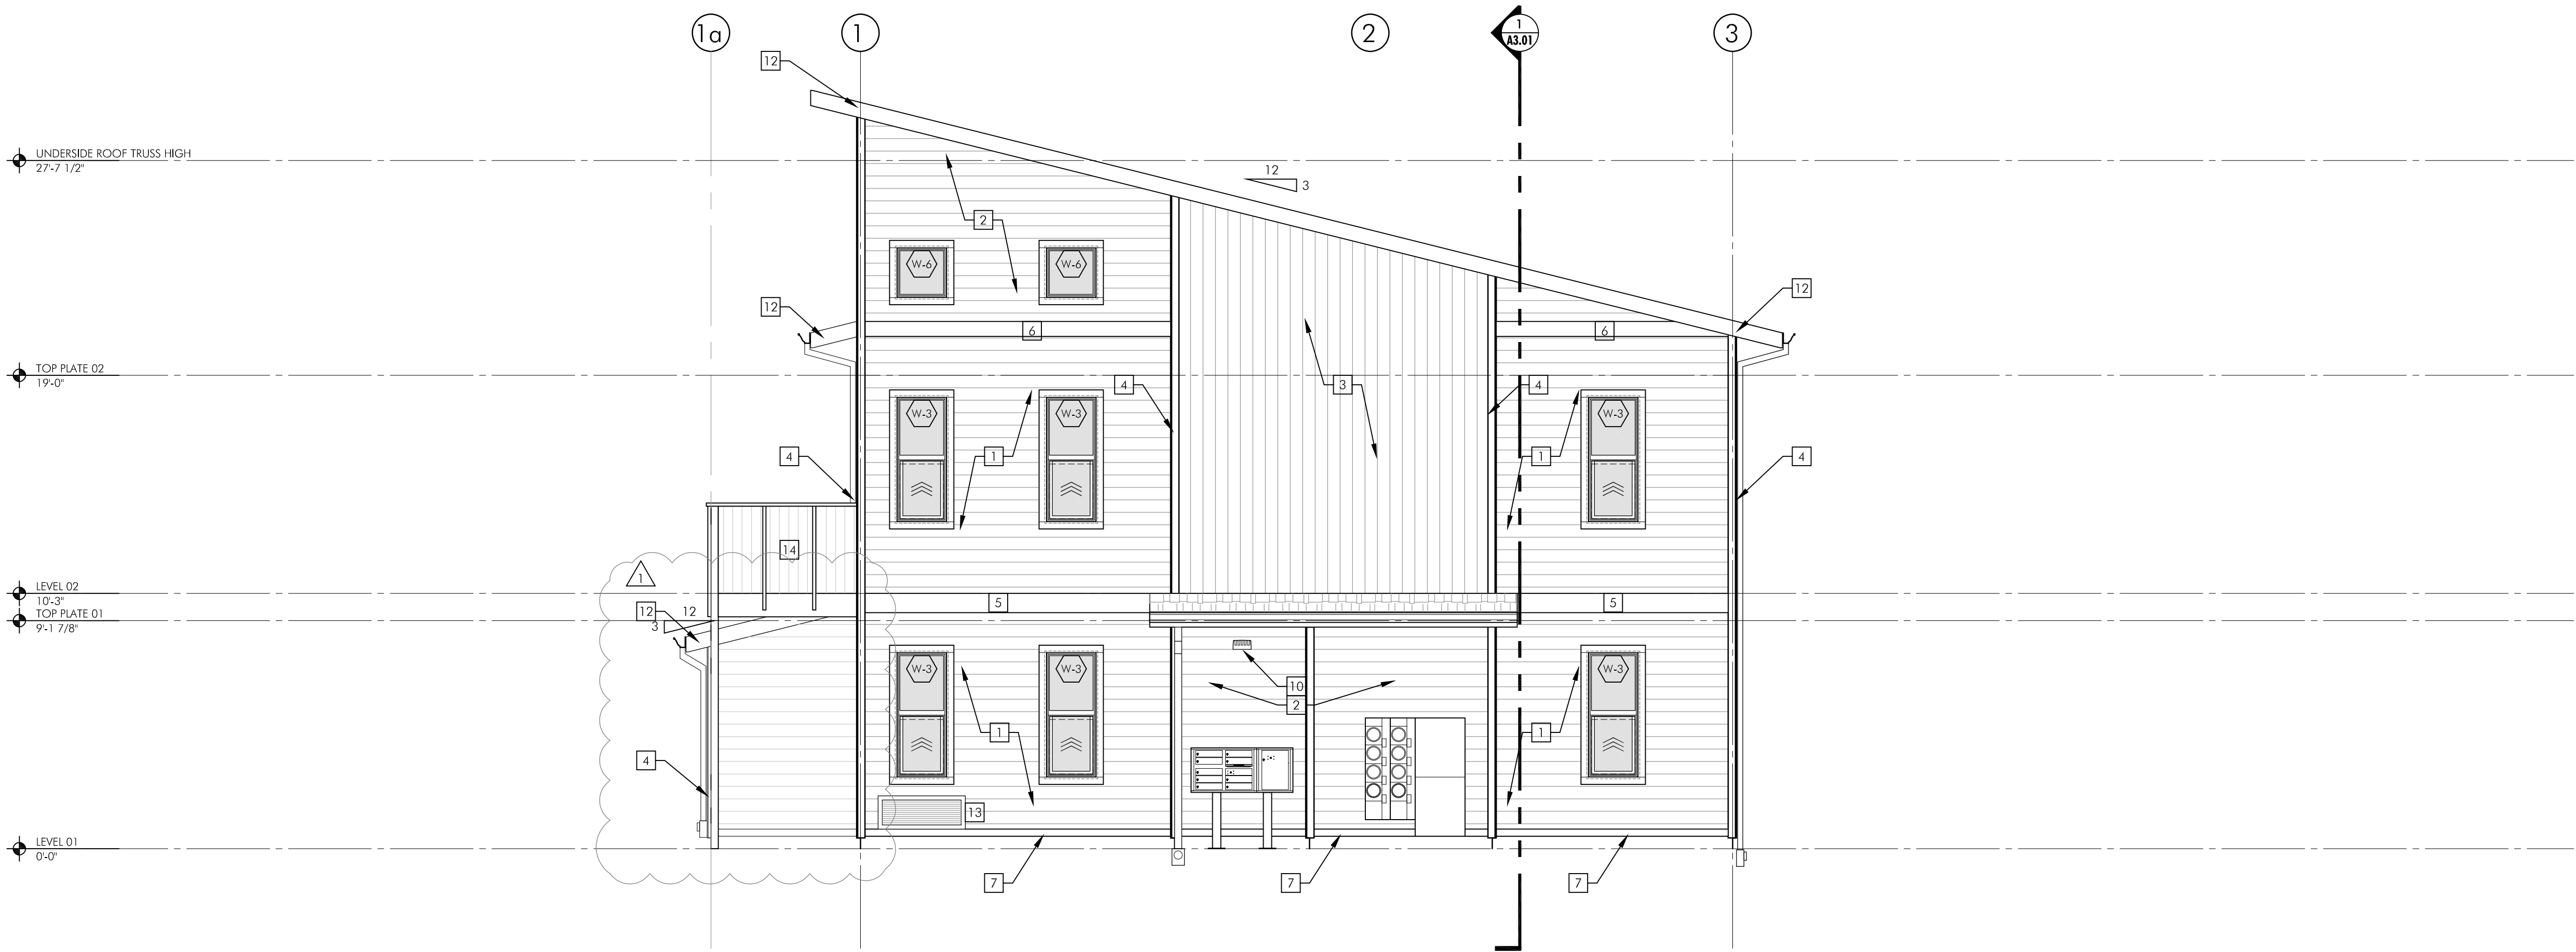 1a
1
2
1
A3.01
3
12
UNDERSIDE ROOF TRUSS HIGH
27'-7 1/2"
12
3
2
W-6
W-6
12
12
6
6
TOP PLATE 02
19'-0"
4
3
4
W-3
W-3
W-3
4
1
1
4
14
1
LEVEL 02
10'-3"
5
5
TOP PLATE 01
9'-1 7/8"
12
12
3
10
2
W-3
W-3
W-3
4
1
1
13
LEVEL 01
0'-0"
7
7
7